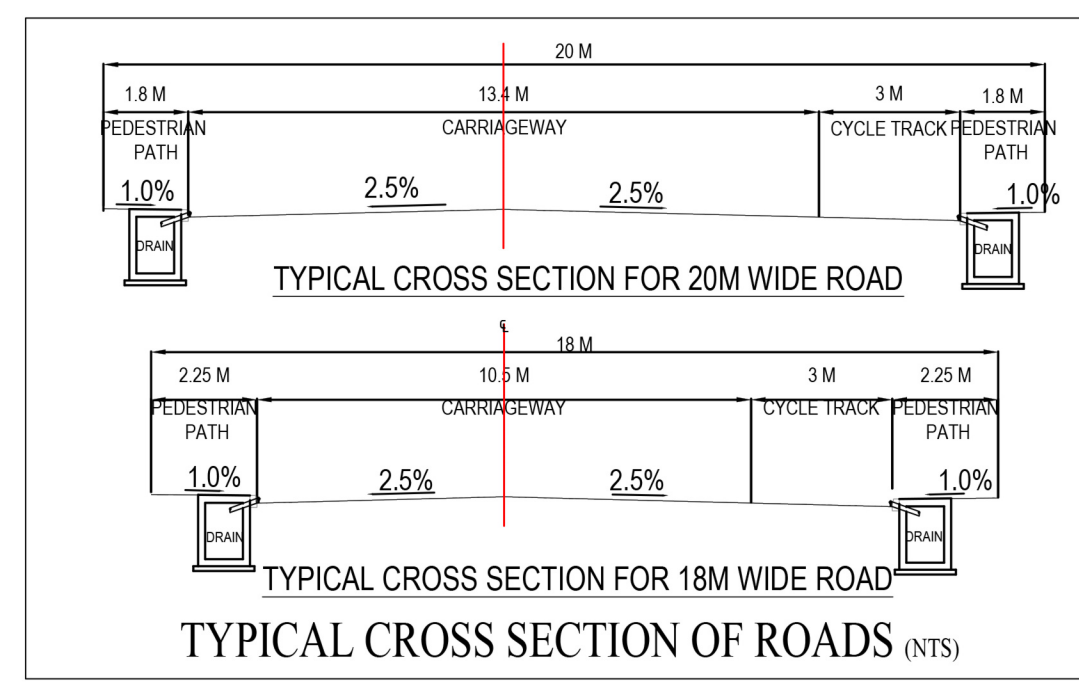 20 M
1.8 M 13.4 M 3 M 1.8 M
PEDESTRIAN PATH CARRIAGEWAY CYCLE TRACK PEDESTRIAN PATH
1.0% 2.5% 2.5% 1.0%
DRAIN DRAIN
TYPICAL CROSS SECTION FOR 20M WIDE ROAD
℄
18 M
2.25 M 10.5 M 3 M 2.25 M
PEDESTRIAN PATH CARRIAGEWAY CYCLE TRACK PEDESTRIAN PATH
1.0% 2.5% 2.5% 1.0%
DRAIN DRAIN
TYPICAL CROSS SECTION FOR 18M WIDE ROAD
TYPICAL CROSS SECTION OF ROADS (NTS)